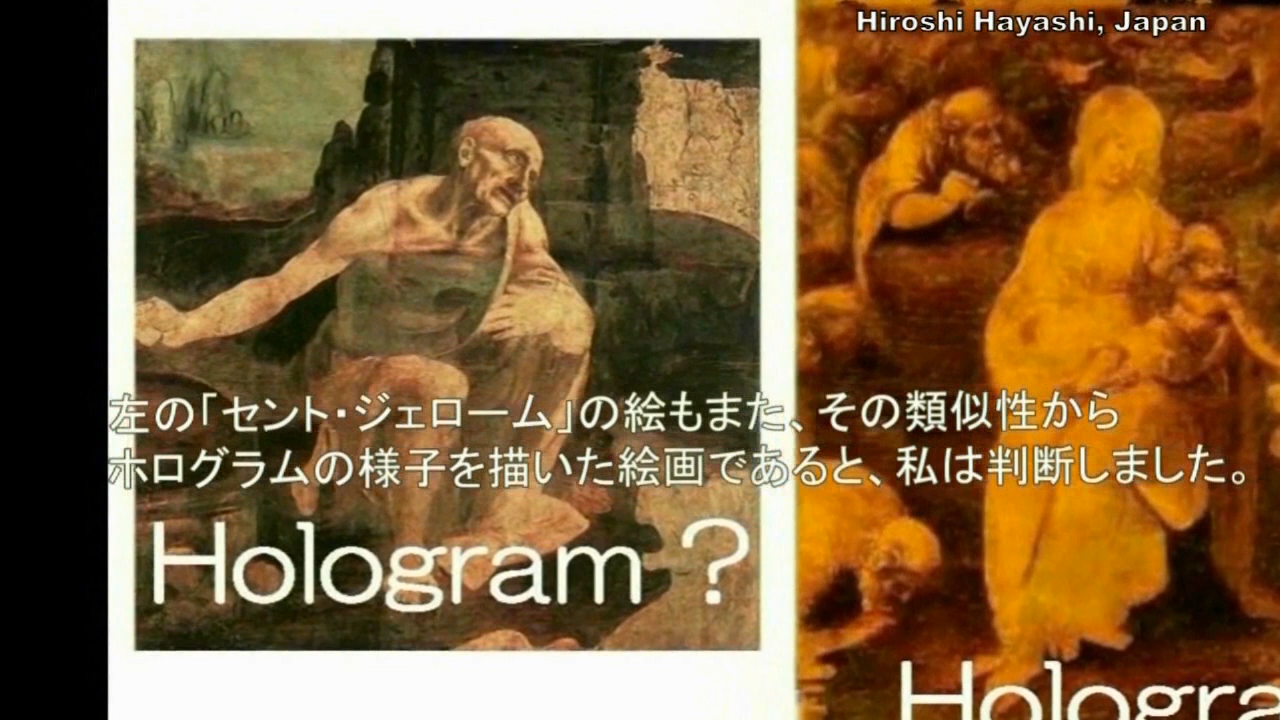 Hiroshi Hayashi, Japan
左の「セント・ジェローム」の絵もまた、その類似性から
ホログラムの様子を描いた絵画であると、私は判断しました。
Hologram ?
Hologra